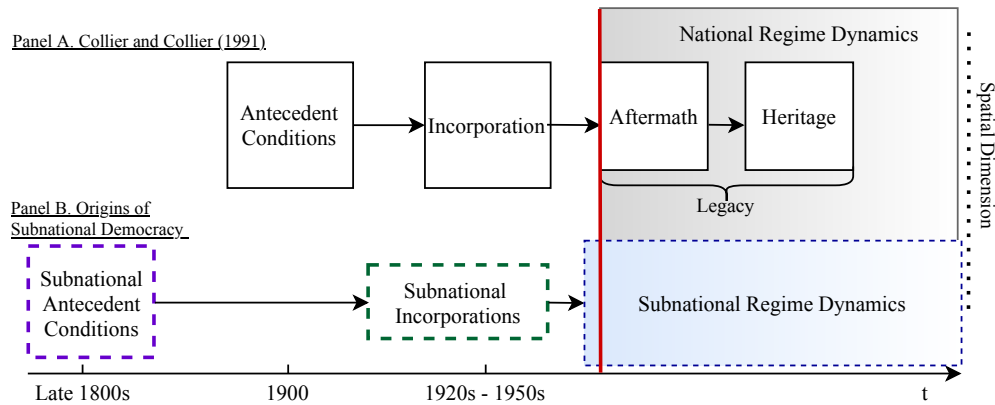 Panel A. Collier and Collier (1991)
National Regime Dynamics
Antecedent
Conditions
Incorporation
Aftermath
Heritage
Legacy
Spatial Dimension
Panel B. Origins of
Subnational Democracy
Subnational
Antecedent
Conditions
Subnational
Incorporations
Subnational Regime Dynamics
Late 1800s
1900
1920s - 1950s
t